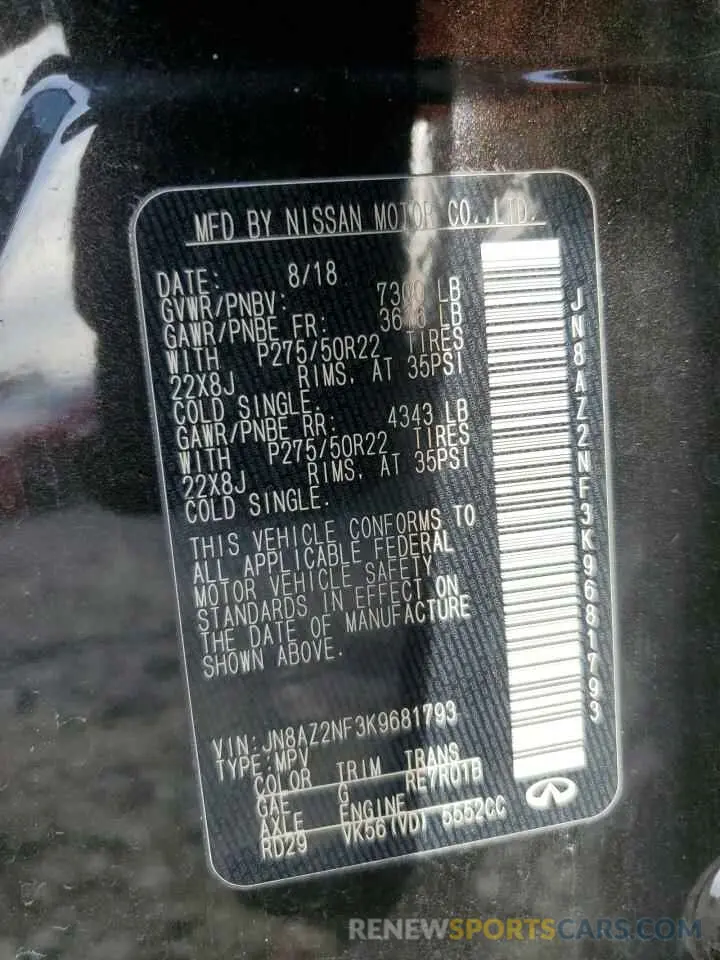 MFD BY NISSAN MOTOR CO.,LTD.
DATE: 8/18
GVWR/PNBV: 7300 LB
GAWR/PNBE FR: LB
WITH P275/50R22 TIRES
22X8J RIMS. AT 35PSI
COLD SINGLE.
GAWR/PNBE RR: 4343 LB
WITH P275/50R22 TIRES
22X8J RIMS. AT 35PSI
COLD SINGLE.
THIS VEHICLE CONFORMS TO
ALL APPLICABLE FEDERAL
MOTOR VEHICLE SAFETY
STANDARDS IN EFFECT ON
THE DATE OF MANUFACTURE
SHOWN ABOVE.
VIN:JN8AZ2NF3K9681793
TYPE:MPV
COLOR TRIM TRANS
GAE G RE7R01B
AXLE ENGINE
RD29 VK56(VD) 5552CC
JN8AZ2NF3K9681793
RENEWSPORTSCARS.COM